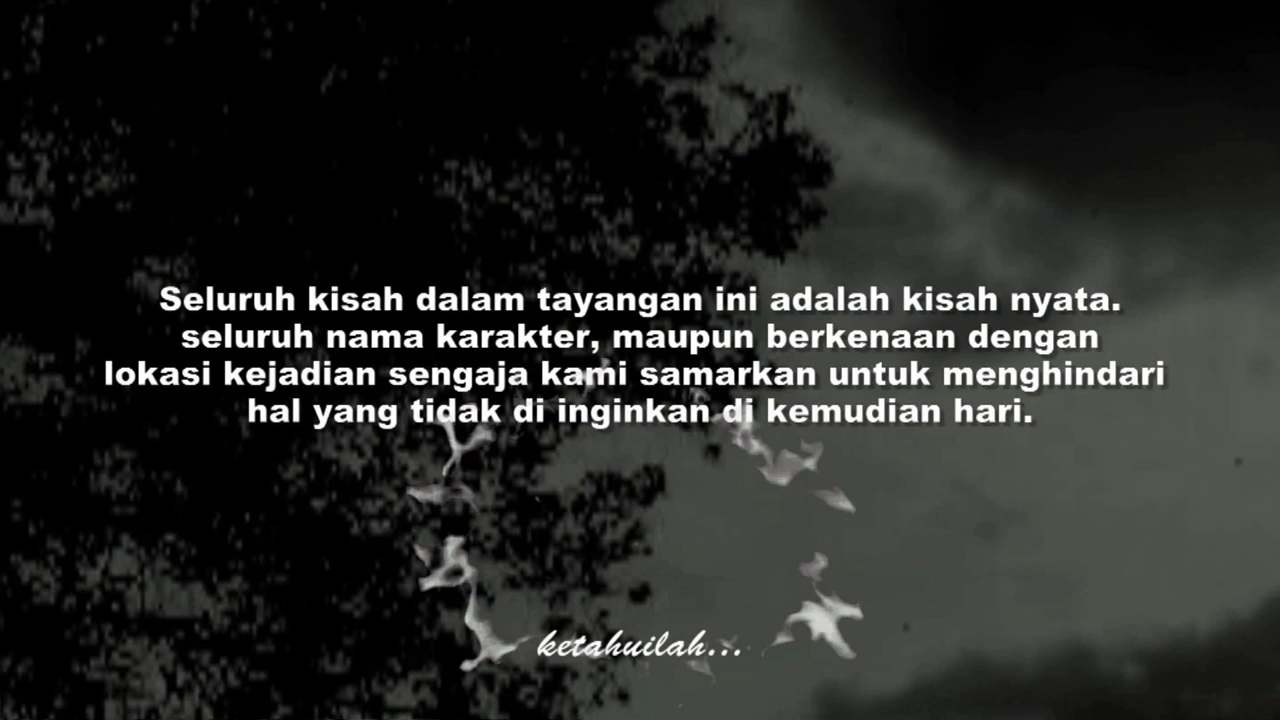 Seluruh kisah dalam tayangan ini adalah kisah nyata.
seluruh nama karakter, maupun berkenaan dengan
lokasi kejadian sengaja kami samarkan untuk menghindari
hal yang tidak di inginkan di kemudian hari.
ketahuilah...